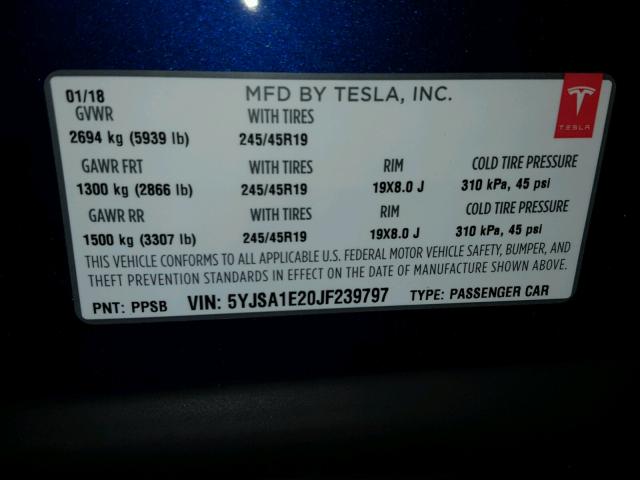 01/18 MFD BY TESLA, INC.
GVWR WITH TIRES
2694 kg (5939 lb) 245/45R19
TESLA
GAWR FRT WITH TIRES RIM COLD TIRE PRESSURE
1300 kg (2866 lb) 245/45R19 19X8.0 J 310 kPa, 45 psi
GAWR RR WITH TIRES RIM COLD TIRE PRESSURE
1500 kg (3307 lb) 245/45R19 19X8.0 J 310 kPa, 45 psi
THIS VEHICLE CONFORMS TO ALL APPLICABLE U.S. FEDERAL MOTOR VEHICLE SAFETY, BUMPER, AND
THEFT PREVENTION STANDARDS IN EFFECT ON THE DATE OF MANUFACTURE SHOWN ABOVE.
PNT: PPSB VIN: 5YJSA1E20JF239797 TYPE: PASSENGER CAR